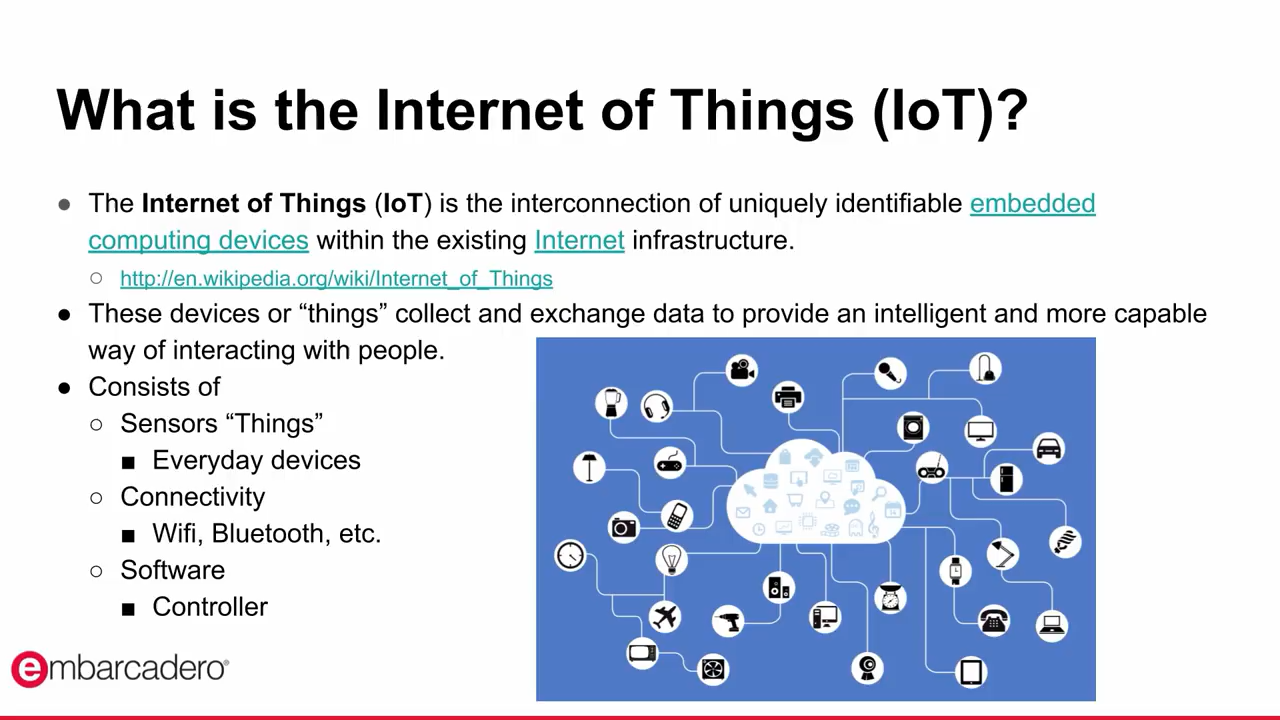 What is the Internet of Things (IoT)?
● The Internet of Things (IoT) is the interconnection of uniquely identifiable embedded
computing devices within the existing Internet infrastructure.
○ http://en.wikipedia.org/wiki/Internet_of_Things
● These devices or “things” collect and exchange data to provide an intelligent and more capable
way of interacting with people.
● Consists of
○ Sensors “Things”
■ Everyday devices
○ Connectivity
■ Wifi, Bluetooth, etc.
○ Software
■ Controller
embarcadero®